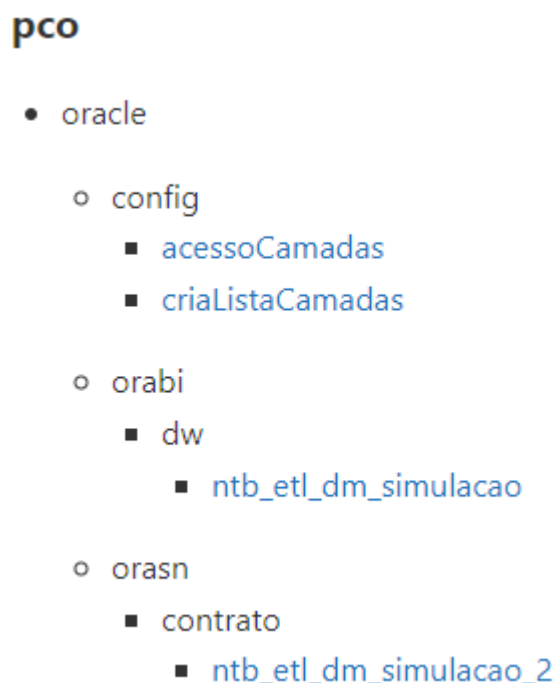 pco
oracle
config
acessoCamadas
criaListaCamadas
orabi
dw
ntb_etl_dm_simulacao
orasn
contrato
ntb_etl_dm_simulacao_2